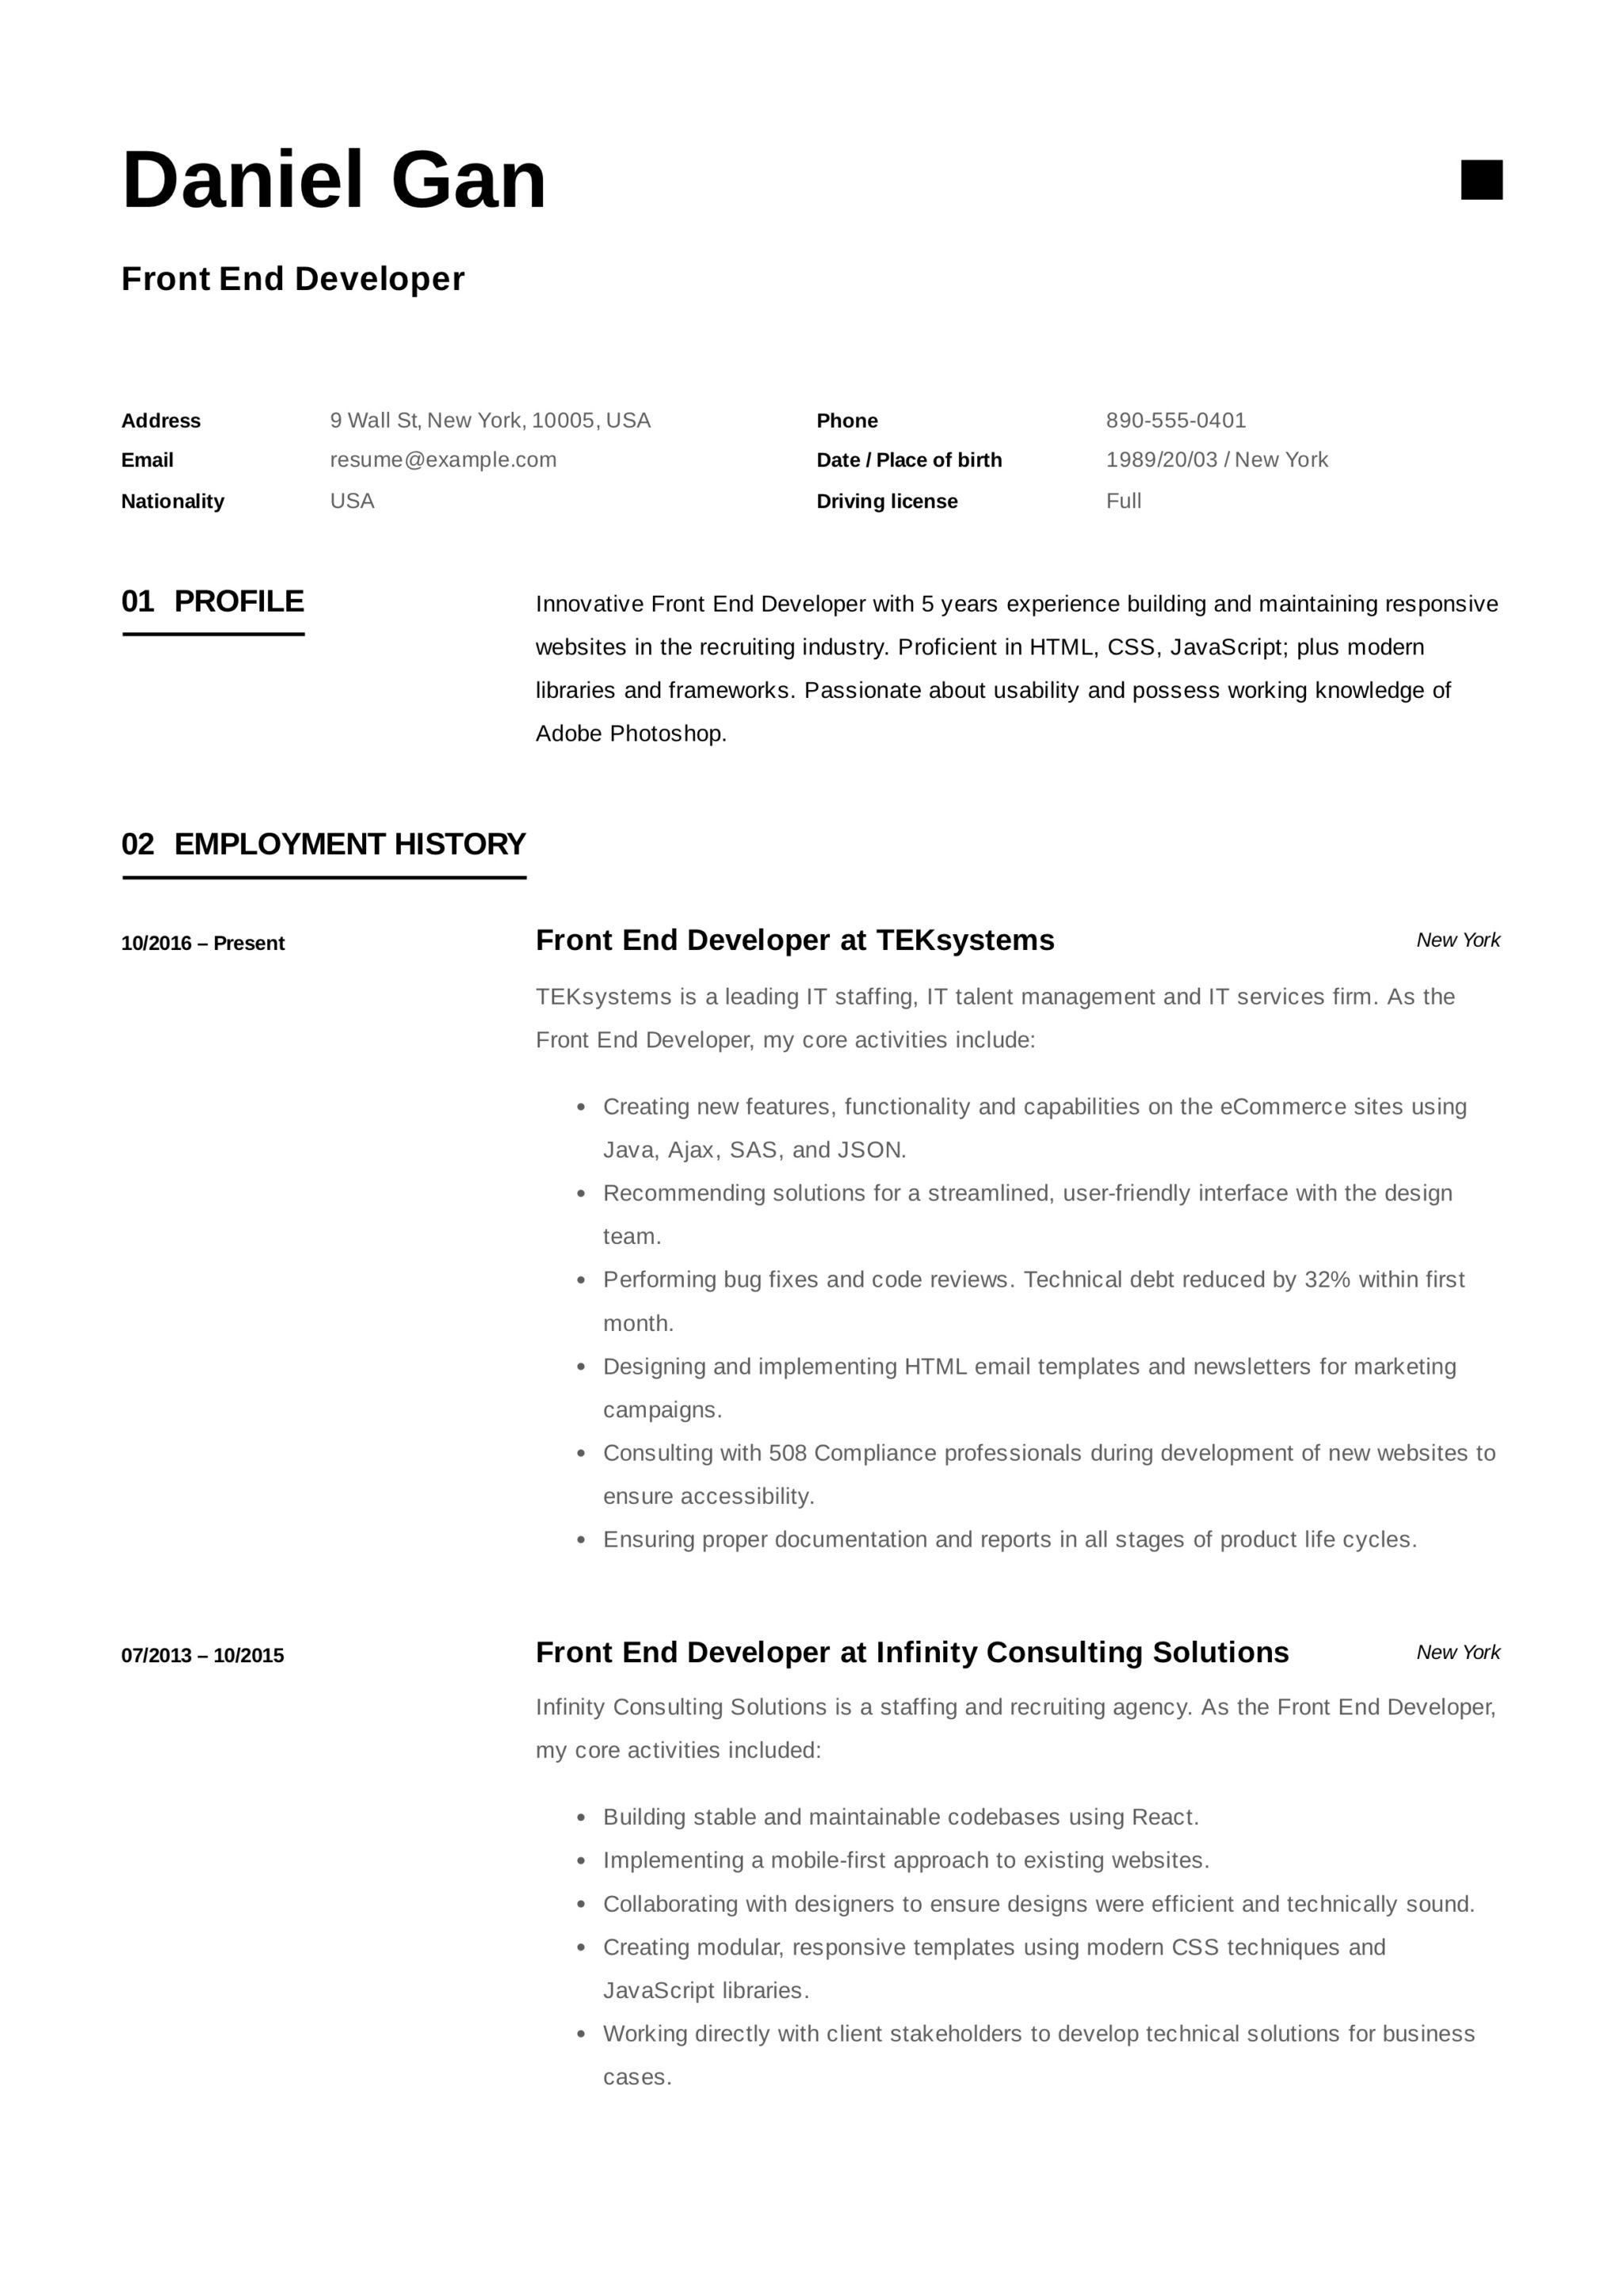 Daniel Gan
Front End Developer
Address 9 Wall St, New York, 10005, USA Phone 890-555-0401
Email resume@example.com Date / Place of birth 1989/20/03 / New York
Nationality USA Driving license Full
01 PROFILE
Innovative Front End Developer with 5 years experience building and maintaining responsive
websites in the recruiting industry. Proficient in HTML, CSS, JavaScript; plus modern
libraries and frameworks. Passionate about usability and possess working knowledge of
Adobe Photoshop.
02 EMPLOYMENT HISTORY
10/2016 – Present Front End Developer at TEKsystems New York
TEKsystems is a leading IT staffing, IT talent management and IT services firm. As the
Front End Developer, my core activities include:
• Creating new features, functionality and capabilities on the eCommerce sites using
Java, Ajax, SAS, and JSON.
• Recommending solutions for a streamlined, user-friendly interface with the design
team.
• Performing bug fixes and code reviews. Technical debt reduced by 32% within first
month.
• Designing and implementing HTML email templates and newsletters for marketing
campaigns.
• Consulting with 508 Compliance professionals during development of new websites to
ensure accessibility.
• Ensuring proper documentation and reports in all stages of product life cycles.
07/2013 – 10/2015 Front End Developer at Infinity Consulting Solutions New York
Infinity Consulting Solutions is a staffing and recruiting agency. As the Front End Developer,
my core activities included:
• Building stable and maintainable codebases using React.
• Implementing a mobile-first approach to existing websites.
• Collaborating with designers to ensure designs were efficient and technically sound.
• Creating modular, responsive templates using modern CSS techniques and
JavaScript libraries.
• Working directly with client stakeholders to develop technical solutions for business
cases.